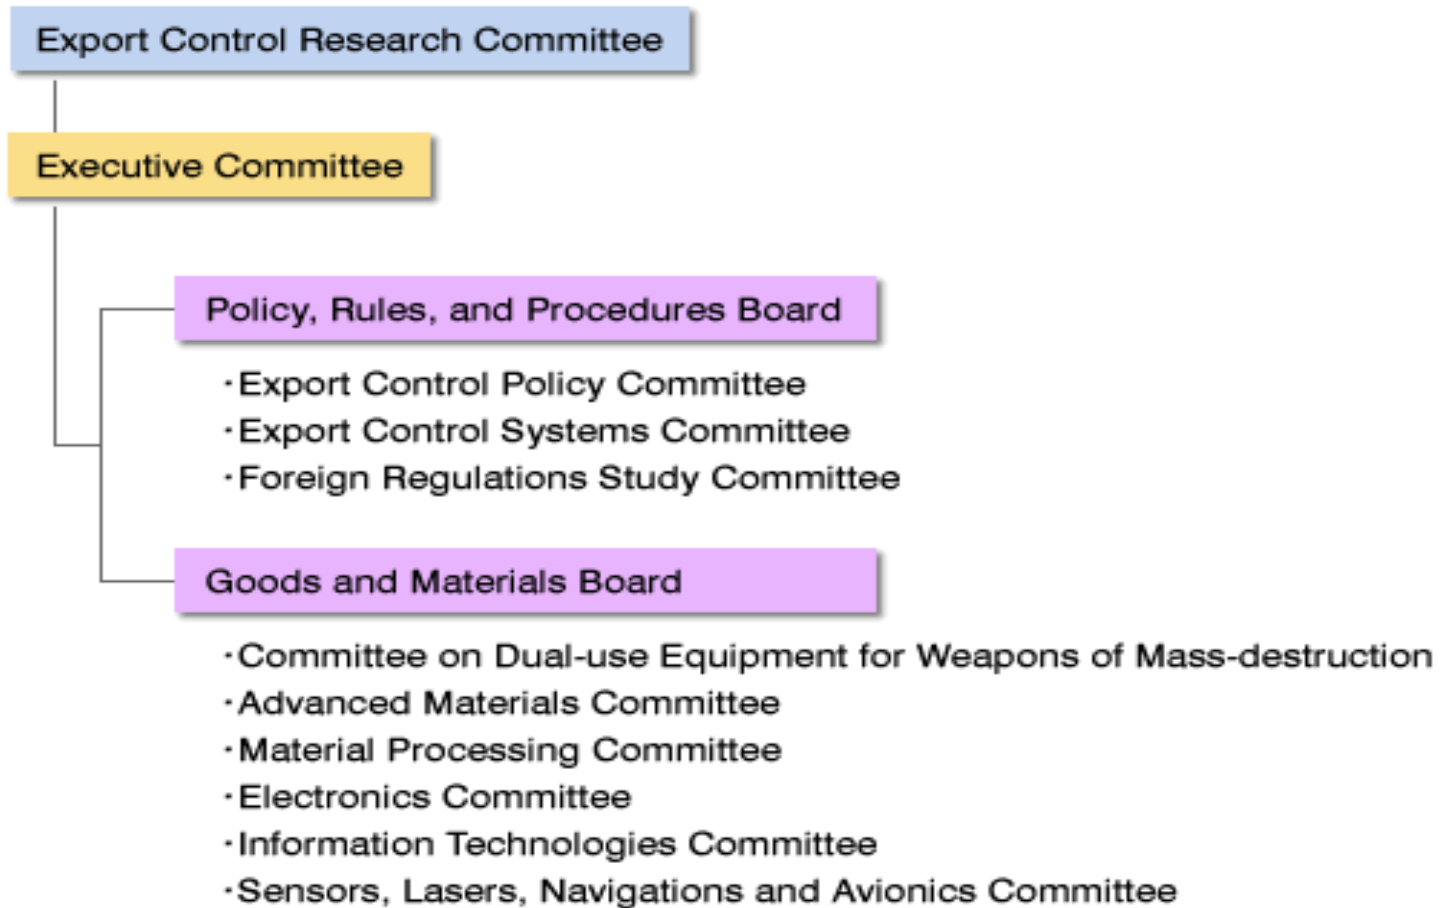 Export Control Research Committee
Executive Committee
Policy, Rules, and Procedures Board
・Export Control Policy Committee
・Export Control Systems Committee
・Foreign Regulations Study Committee
Goods and Materials Board
・Committee on Dual-use Equipment for Weapons of Mass-destruction
・Advanced Materials Committee
・Material Processing Committee
・Electronics Committee
・Information Technologies Committee
・Sensors, Lasers, Navigations and Avionics Committee